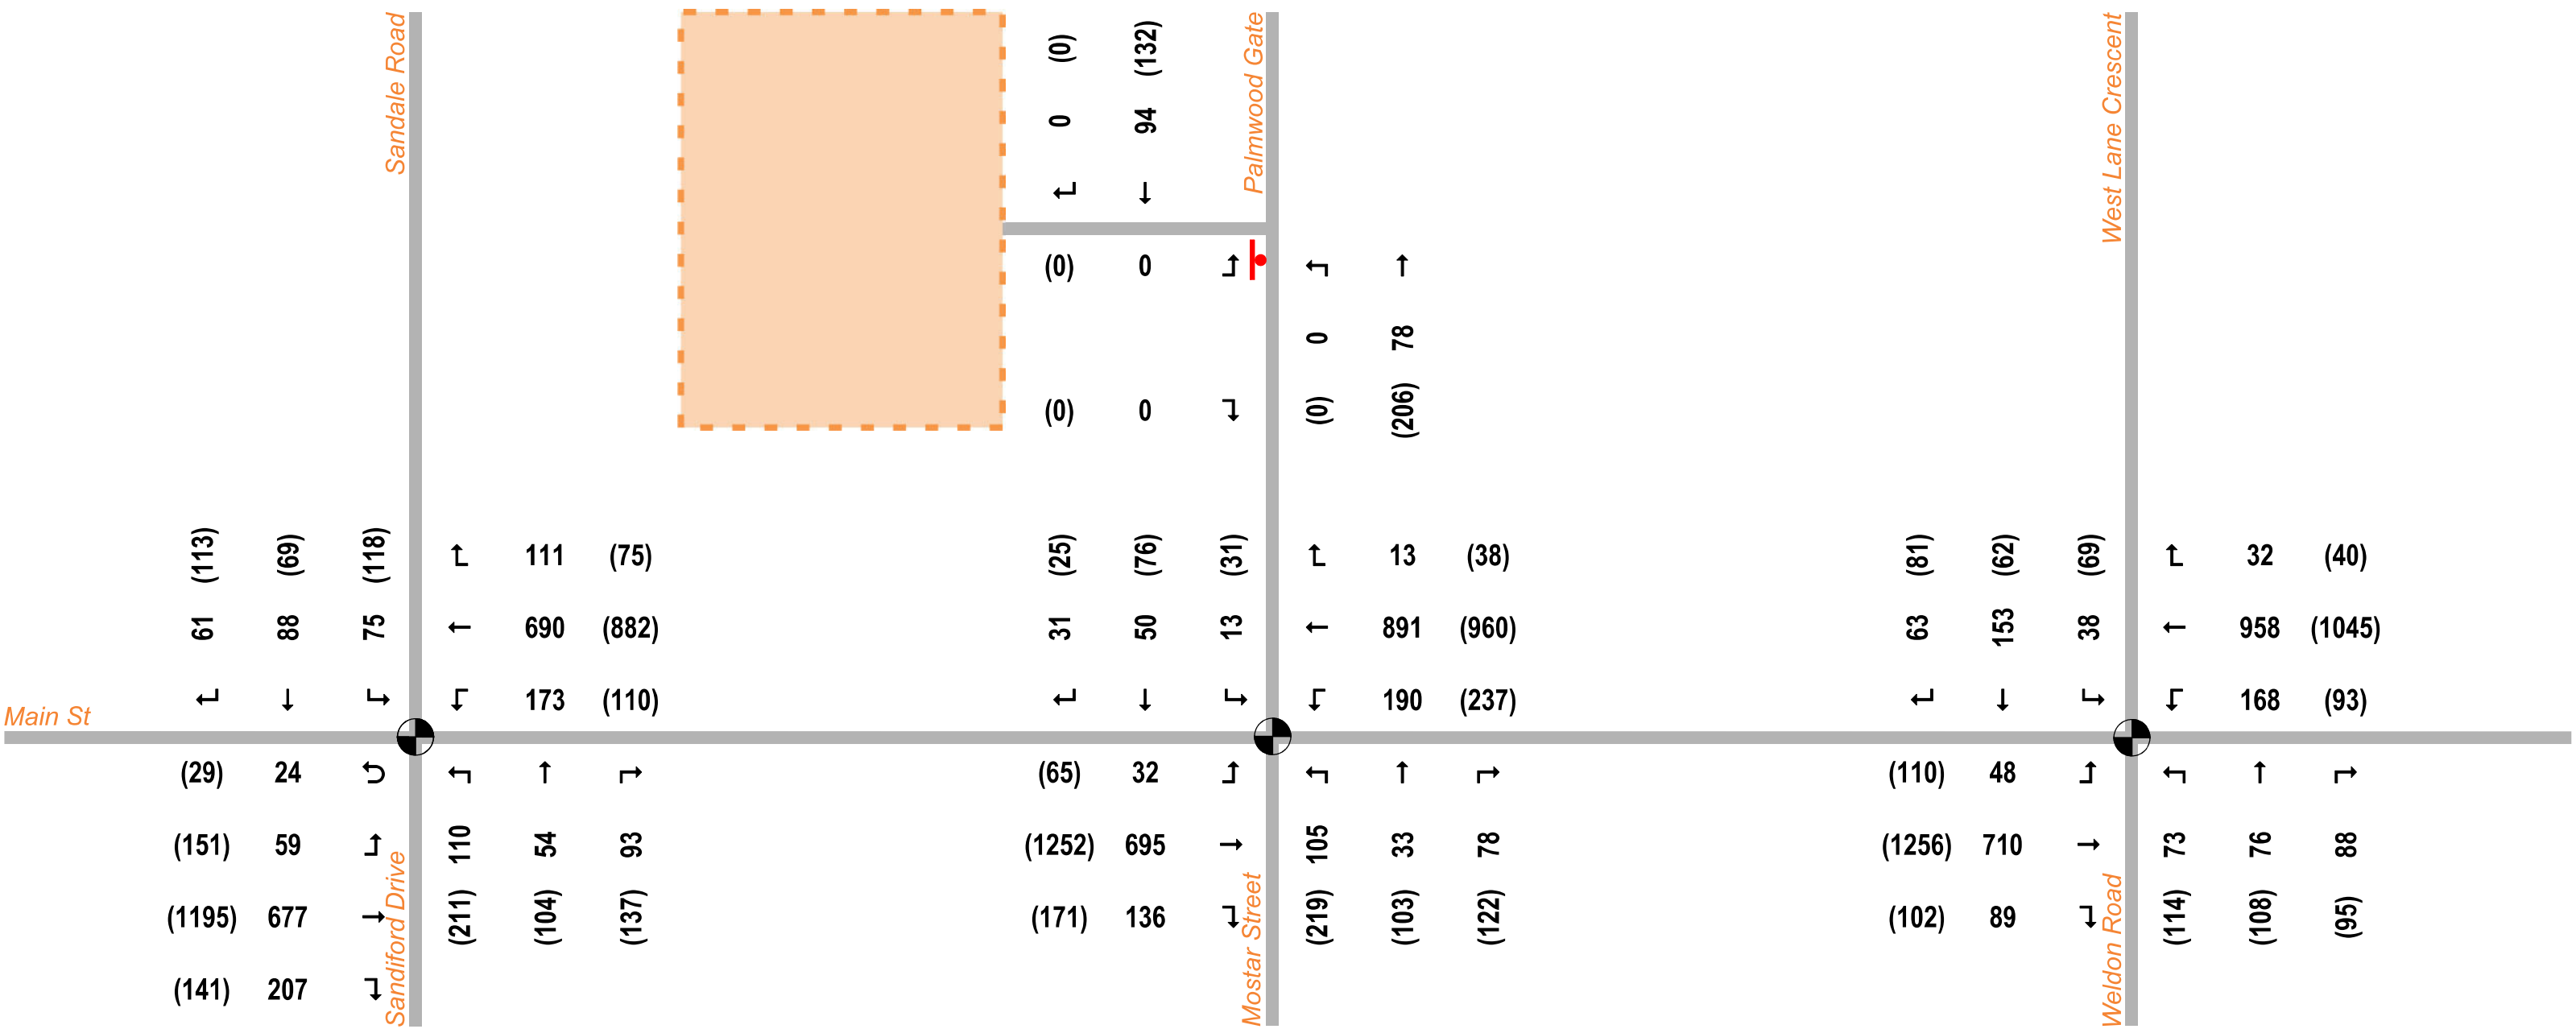 Sandale Road
Palmwood Gate
West Lane Crescent
(0) (132)
0 94
(0) 0
(0) 0
0 78
(0) (206)
(113) (69) (118)
61 88 75
111 (75)
690 (882)
173 (110)
(25) (76) (31)
31 50 13
13 (38)
891 (960)
190 (237)
(81) (62) (69)
63 153 38
32 (40)
958 (1045)
168 (93)
Main St
(29) 24
(151) 59
(1195) 677
(141) 207
Sandiford Drive
110 54 93
(211) (104) (137)
(65) 32
(1252) 695
(171) 136
Mostar Street
105 33 78
(219) (103) (122)
(110) 48
(1256) 710
(102) 89
Weldon Road
73 76 88
(114) (108) (95)